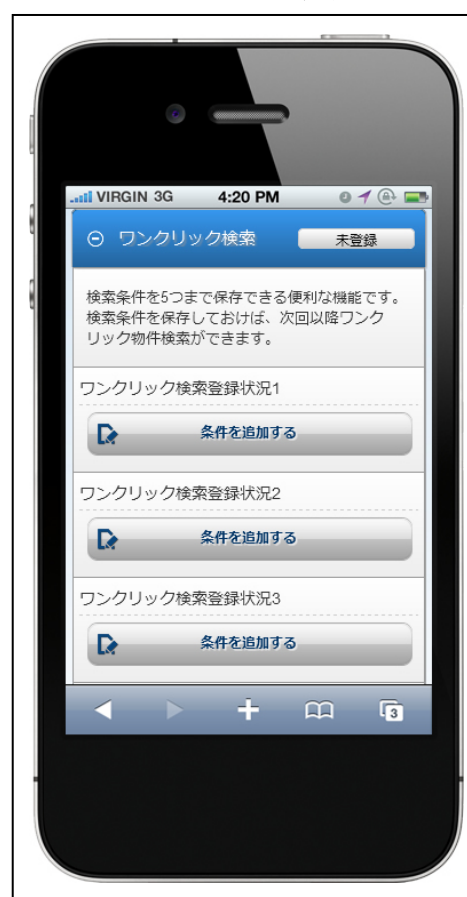 VIRGIN 3G 4:20 PM
ワンクリック検索 未登録
検索条件を5つまで保存できる便利な機能です。
検索条件を保存しておけば、次回以降ワンク
リック物件検索ができます。
ワンクリック検索登録状況1
条件を追加する
ワンクリック検索登録状況2
条件を追加する
ワンクリック検索登録状況3
条件を追加する
3